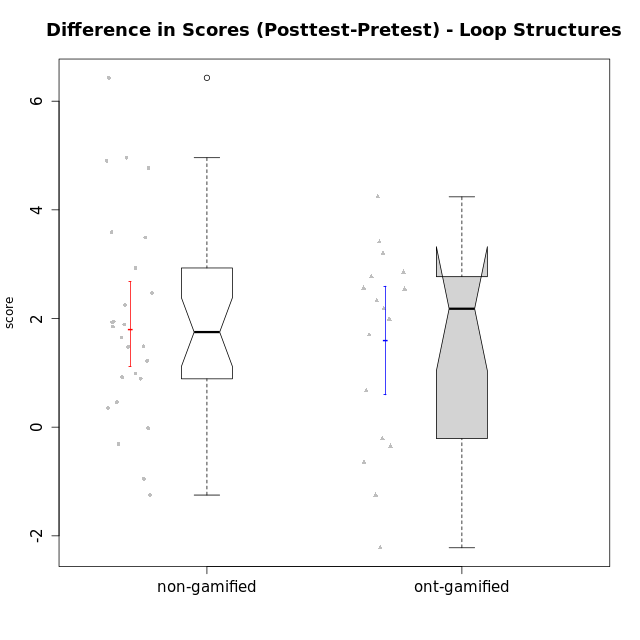 Difference in Scores (Posttest-Pretest) - Loop Structures
score
6
4
2
0
-2
non-gamified
ont-gamified